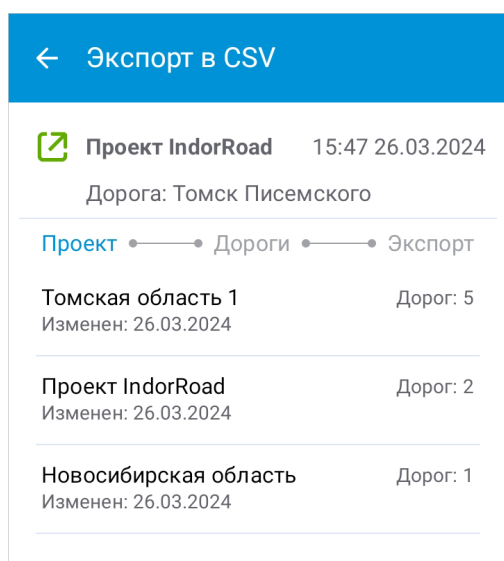 Экспорт в CSV
Проект IndorRoad 15:47 26.03.2024
Дорога: Томск Писемского
Проект Дороги Экспорт
Томская область 1 Дорог: 5
Изменен: 26.03.2024
Проект IndorRoad Дорог: 2
Изменен: 26.03.2024
Новосибирская область Дорог: 1
Изменен: 26.03.2024